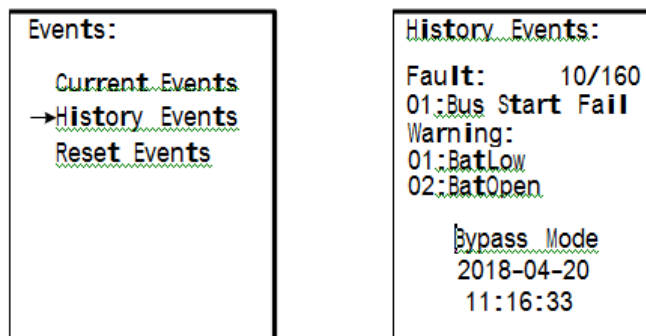 Events:
Current Events
→History Events
Reset Events
History Events:
Fault: 10/160
01:Bus Start Fail
Warning:
01:BatLow
02:BatOpen
Bypass Mode
2018-04-20
11:16:33